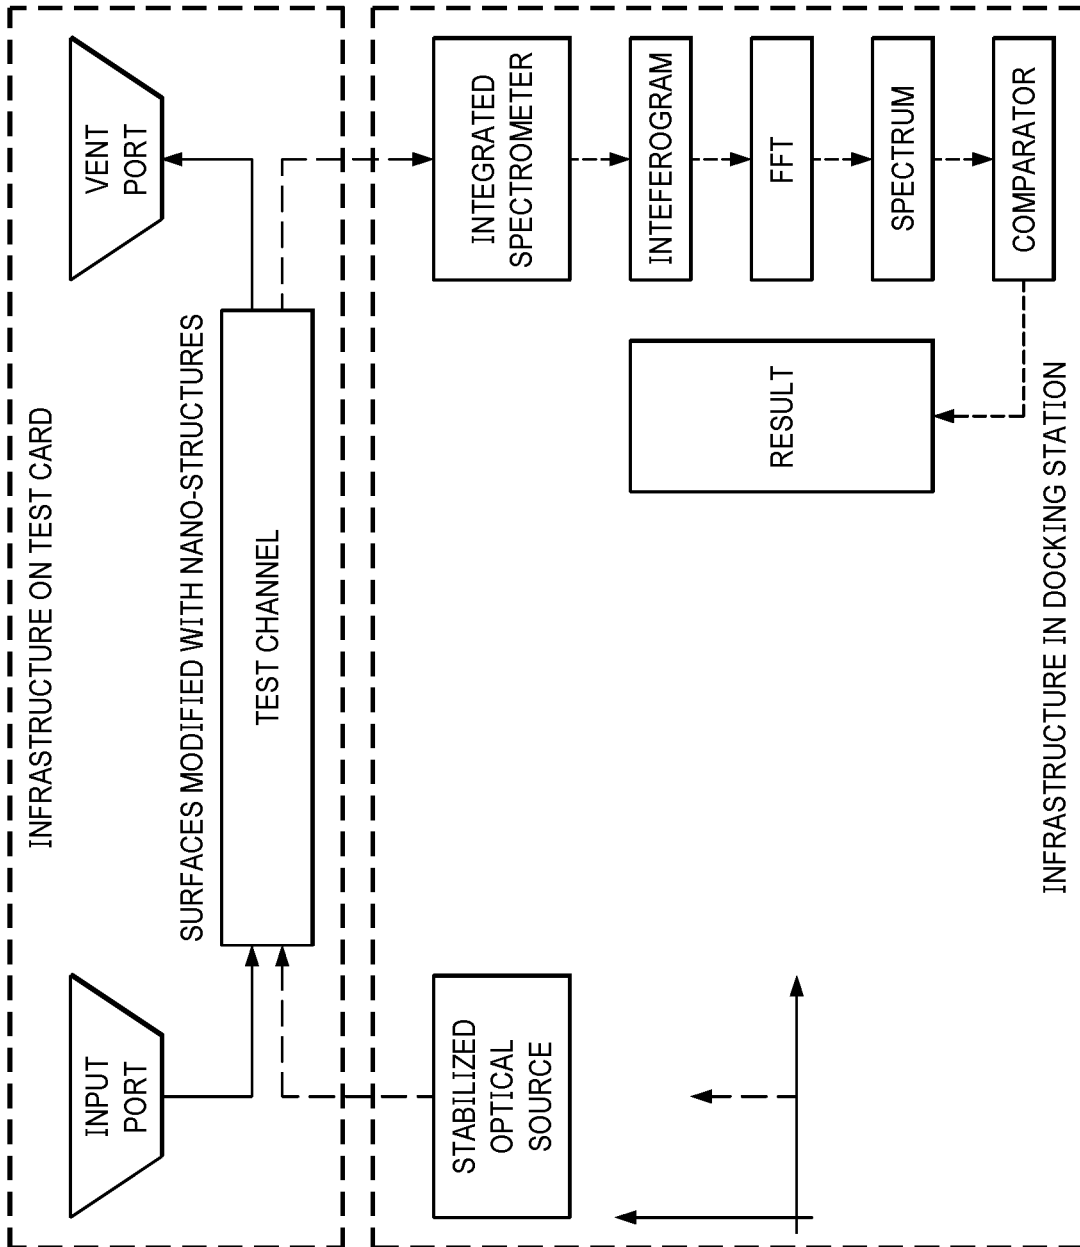 INFRASTRUCTURE ON TEST CARD
INPUT
PORT
VENT
PORT
SURFACES MODIFIED WITH NANO-STRUCTURES
TEST CHANNEL
STABILIZED
OPTICAL
SOURCE
INTEGRATED
SPECTROMETER
INTEFEROGRAM
FFT
SPECTRUM
COMPARATOR
RESULT
INFRASTRUCTURE IN DOCKING STATION